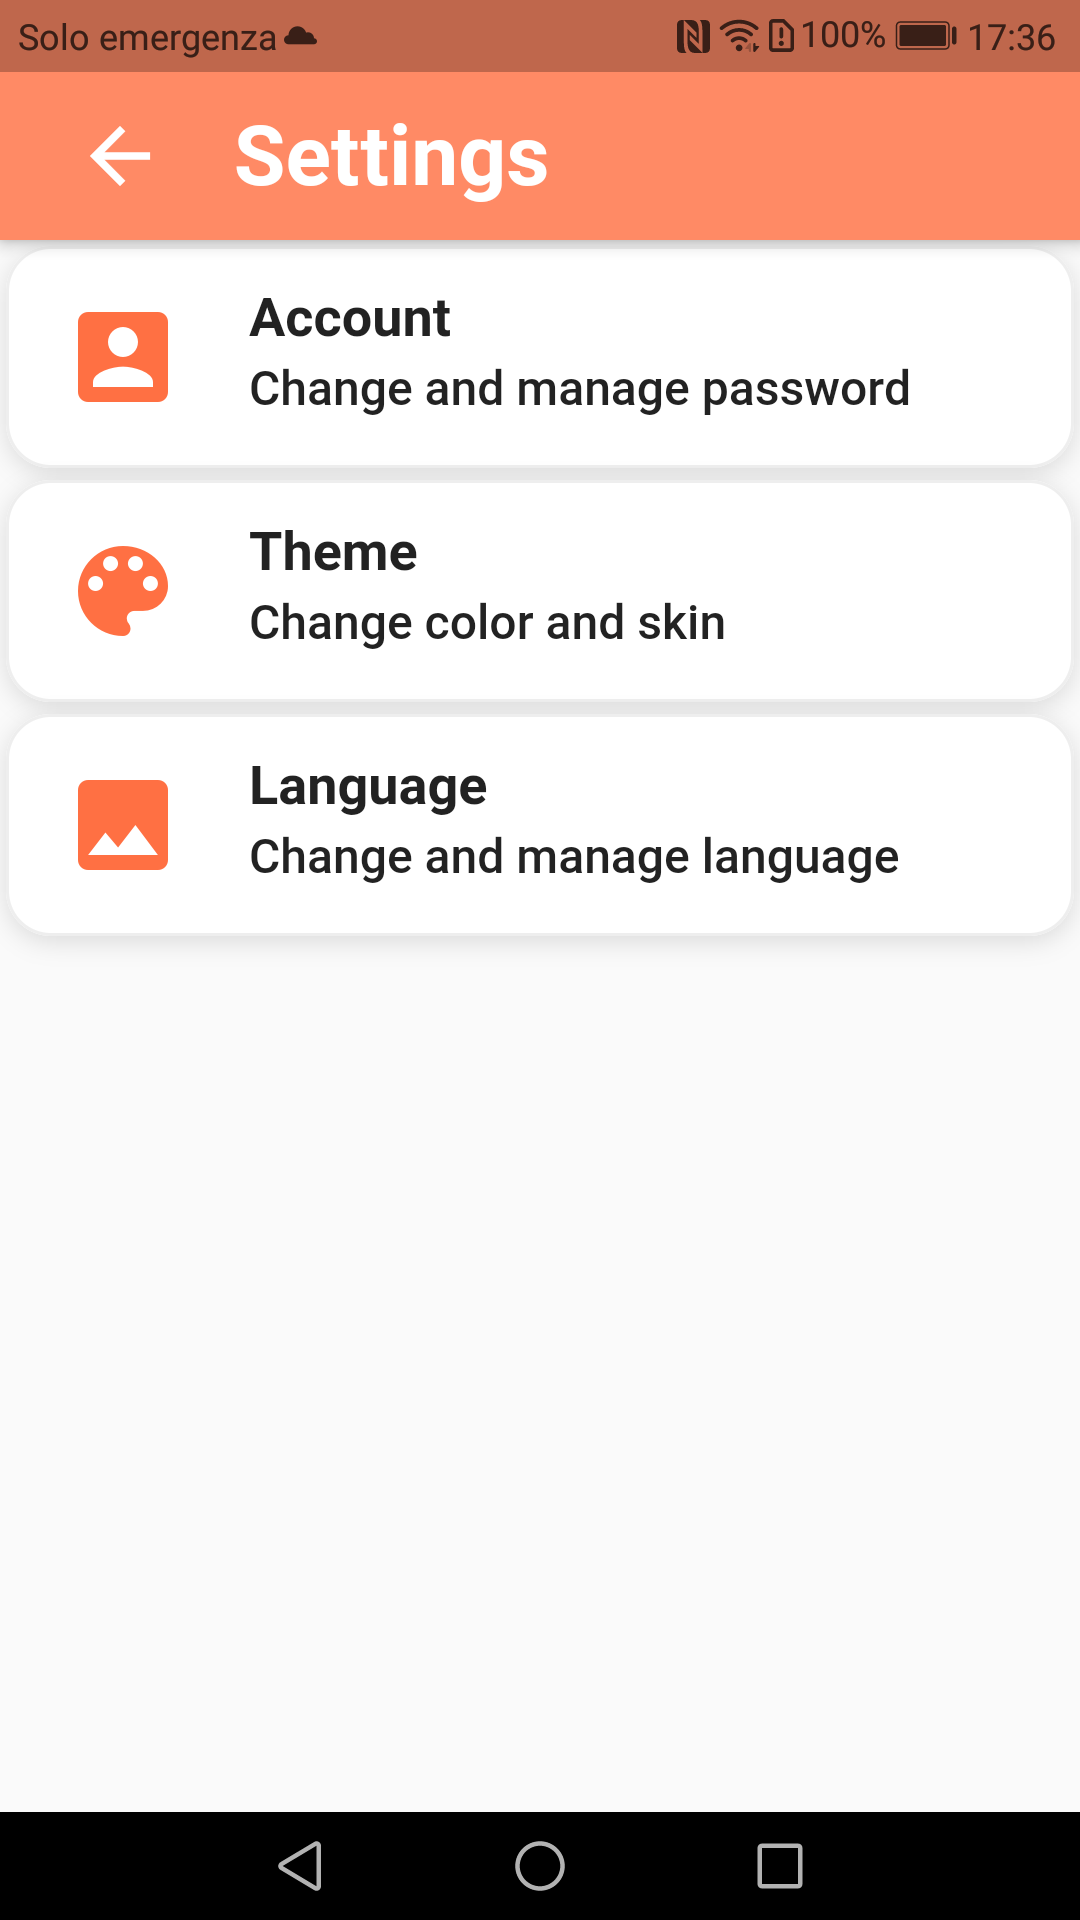 Solo emergenza 100% 17:36
Settings
Account
Change and manage password
Theme
Change color and skin
Language
Change and manage language